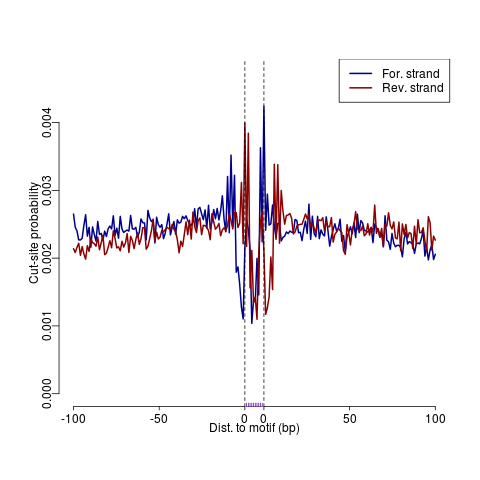 For. strand
Rev. strand
Cut-site probability
0.004
0.003
0.002
0.001
0.000
-100 -50 0 0 50 100
Dist. to motif (bp)